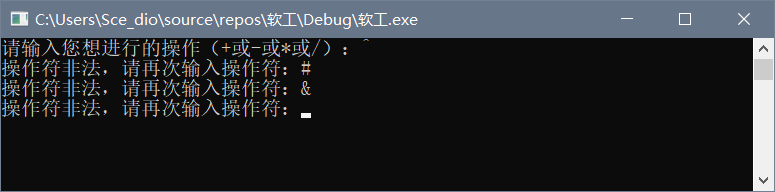 C:\Users\Sce_dio\source\repos\软工\Debug\软工.exe
请输入您想进行的操作（+或-或*或/）：^
操作符非法，请再次输入操作符：#
操作符非法，请再次输入操作符：&
操作符非法，请再次输入操作符：